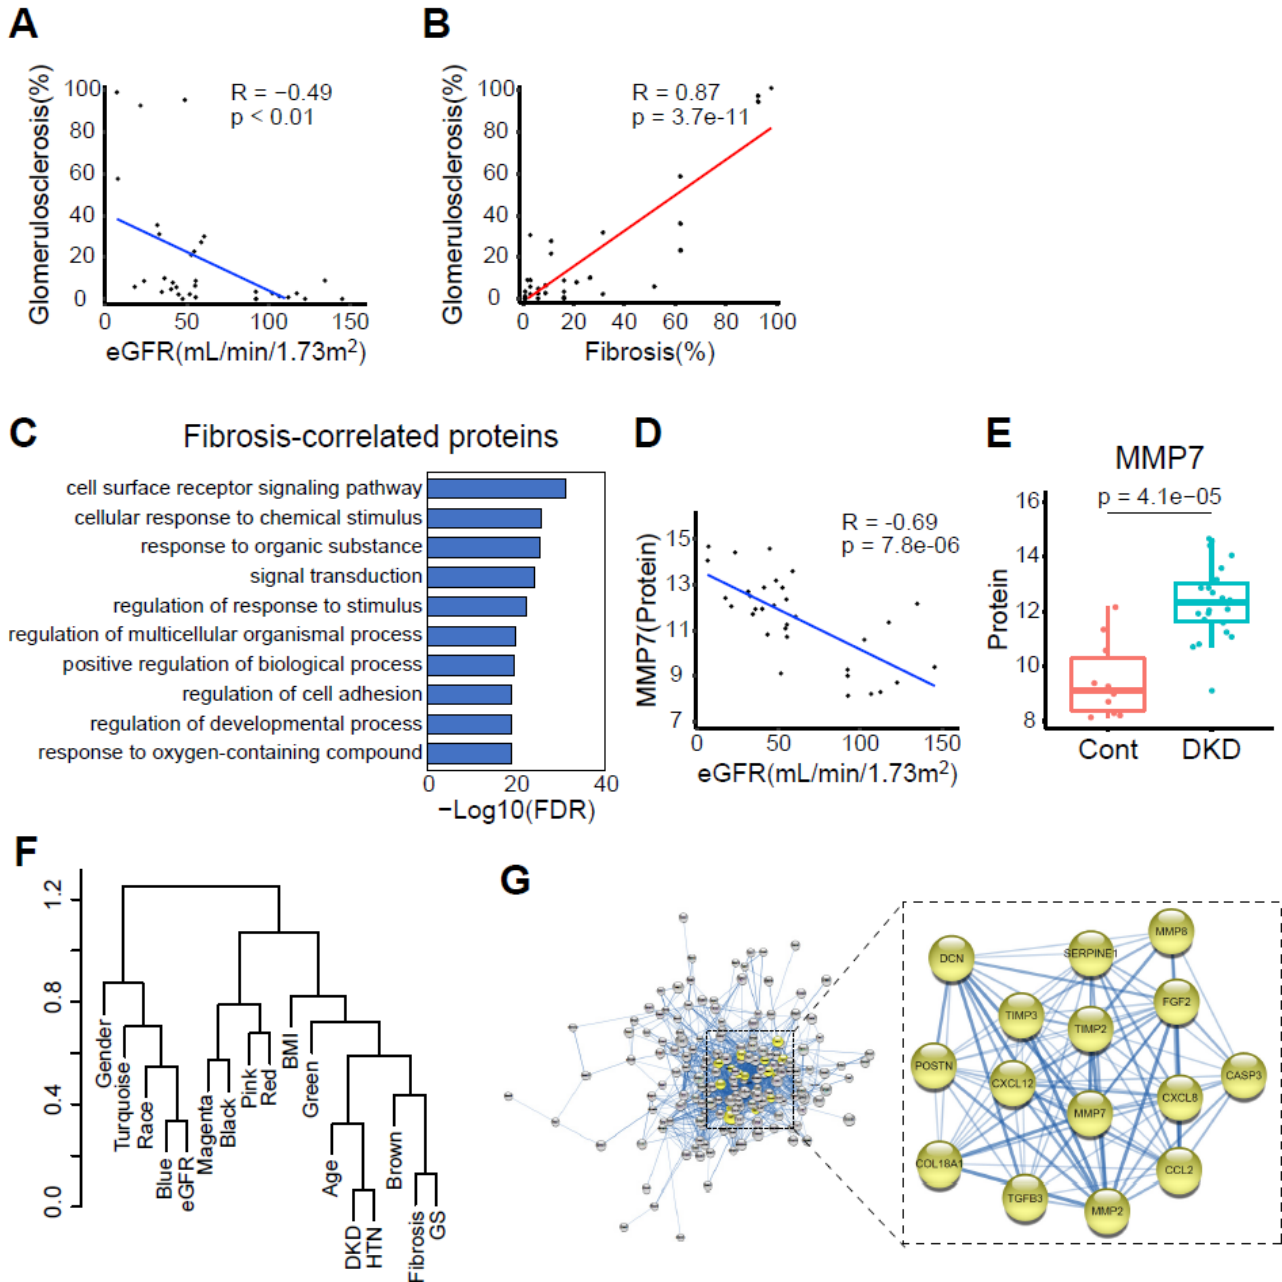 A
Glomerulosclerosis(%)
100
80
60
40
20
0
R = −0.49
p < 0.01
0 50 100 150
eGFR(mL/min/1.73m²)
B
Glomerulosclerosis(%)
100
80
60
40
20
0
R = 0.87
p = 3.7e-11
0 20 40 60 80 100
Fibrosis(%)
C
Fibrosis-correlated proteins
cell surface receptor signaling pathway
cellular response to chemical stimulus
response to organic substance
signal transduction
regulation of response to stimulus
regulation of multicellular organismal process
positive regulation of biological process
regulation of cell adhesion
regulation of developmental process
response to oxygen-containing compound
0 20 40
−Log10(FDR)
D
MMP7(Protein)
15
13
11
9
7
R = -0.69
p = 7.8e-06
0 50 100 150
eGFR(mL/min/1.73m²)
E
MMP7
p = 4.1e−05
Protein
16
14
12
10
8
Cont DKD
F
1.2
0.8
0.4
0.0
Gender
Turquoise
Race
Blue
eGFR
Magenta
Black
Pink
Red
BMI
Green
Age
DKD
HTN
Brown
Fibrosis
GS
G
MMP8
DCN
SERPINE1
FGF2
TIMP3
TIMP2
POSTN
CXCL12
CASP3
MMP7
CXCL8
COL18A1
CCL2
TGFB3
MMP2